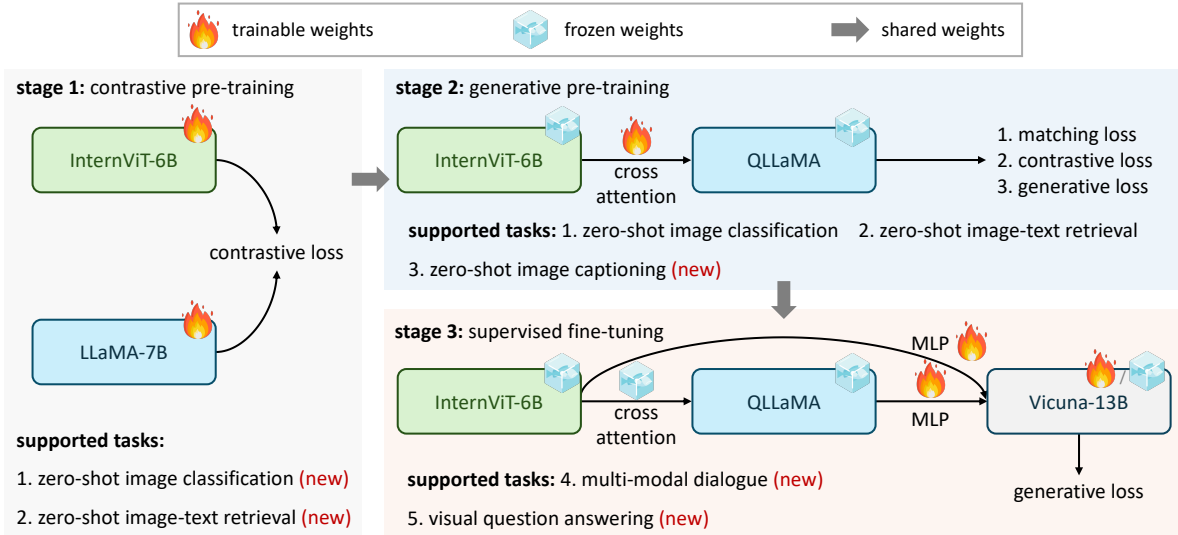 trainable weights
frozen weights
shared weights
stage 1: contrastive pre-training
InternViT-6B
contrastive loss
LLaMA-7B
supported tasks:
1. zero-shot image classification (new)
2. zero-shot image-text retrieval (new)
stage 2: generative pre-training
InternViT-6B
cross
attention
QLLaMA
1. matching loss
2. contrastive loss
3. generative loss
supported tasks: 1. zero-shot image classification 2. zero-shot image-text retrieval
3. zero-shot image captioning (new)
stage 3: supervised fine-tuning
MLP
InternViT-6B
cross
attention
QLLaMA
MLP
/
Vicuna-13B
generative loss
supported tasks: 4. multi-modal dialogue (new)
5. visual question answering (new)